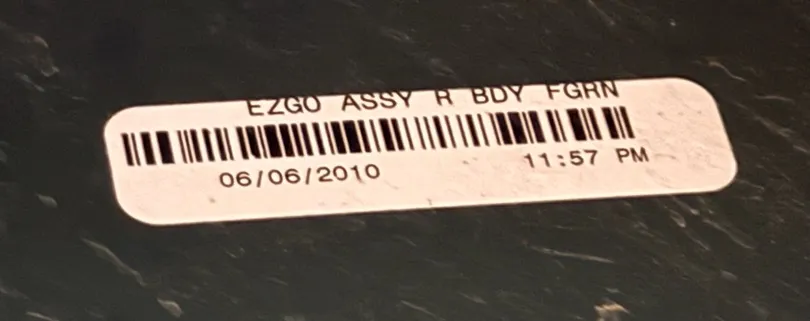 EZGO ASSY R BDY FGRN
06/06/2010 11:57 PM